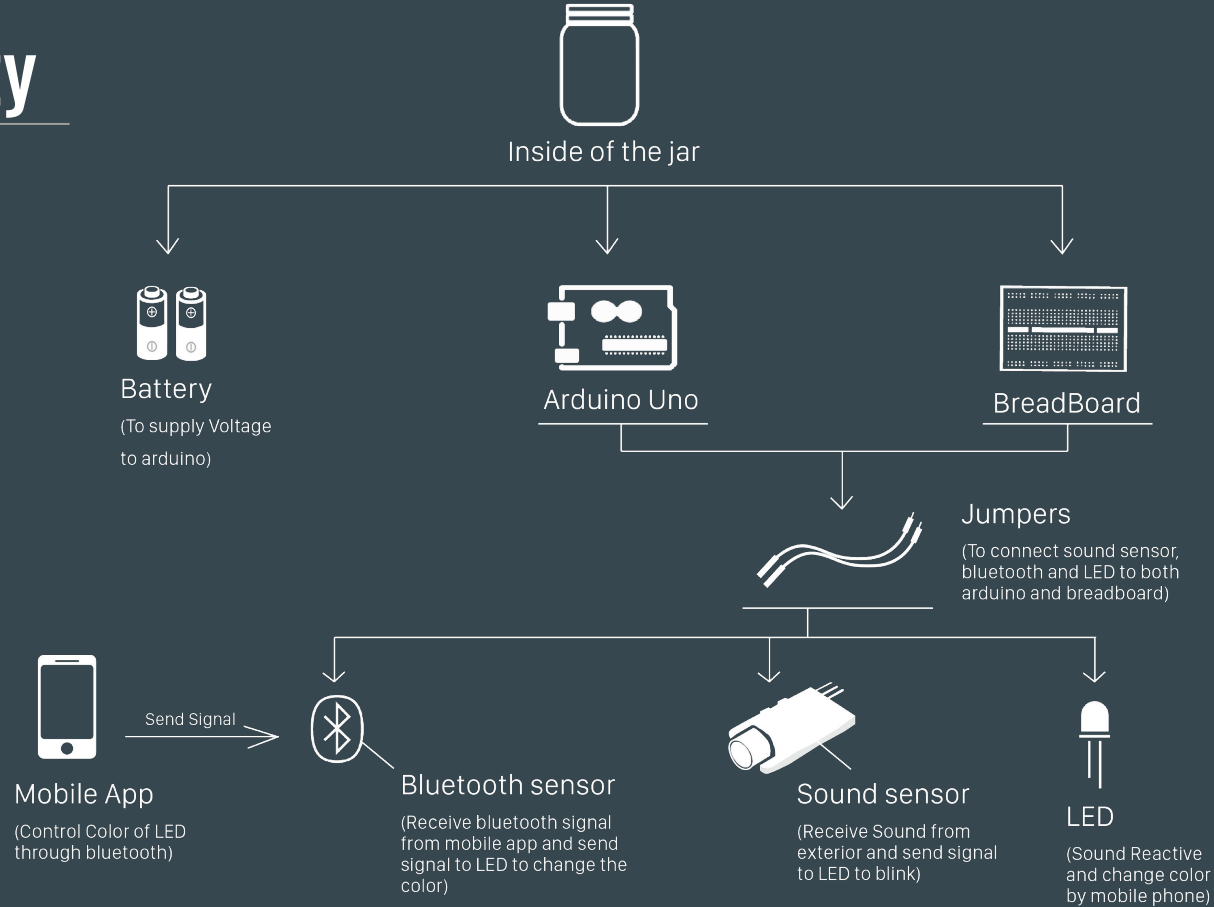 ty
Inside of the jar
Battery
(To supply Voltage
to arduino)
Arduino Uno
BreadBoard
Jumpers
(To connect sound sensor,
bluetooth and LED to both
arduino and breadboard)
Send Signal
Mobile App
(Control Color of LED
through bluetooth)
Bluetooth sensor
(Receive bluetooth signal
from mobile app and send
signal to LED to change the
color)
Sound sensor
(Receive Sound from
exterior and send signal
to LED to blink)
LED
(Sound Reactive
and change color
by mobile phone)